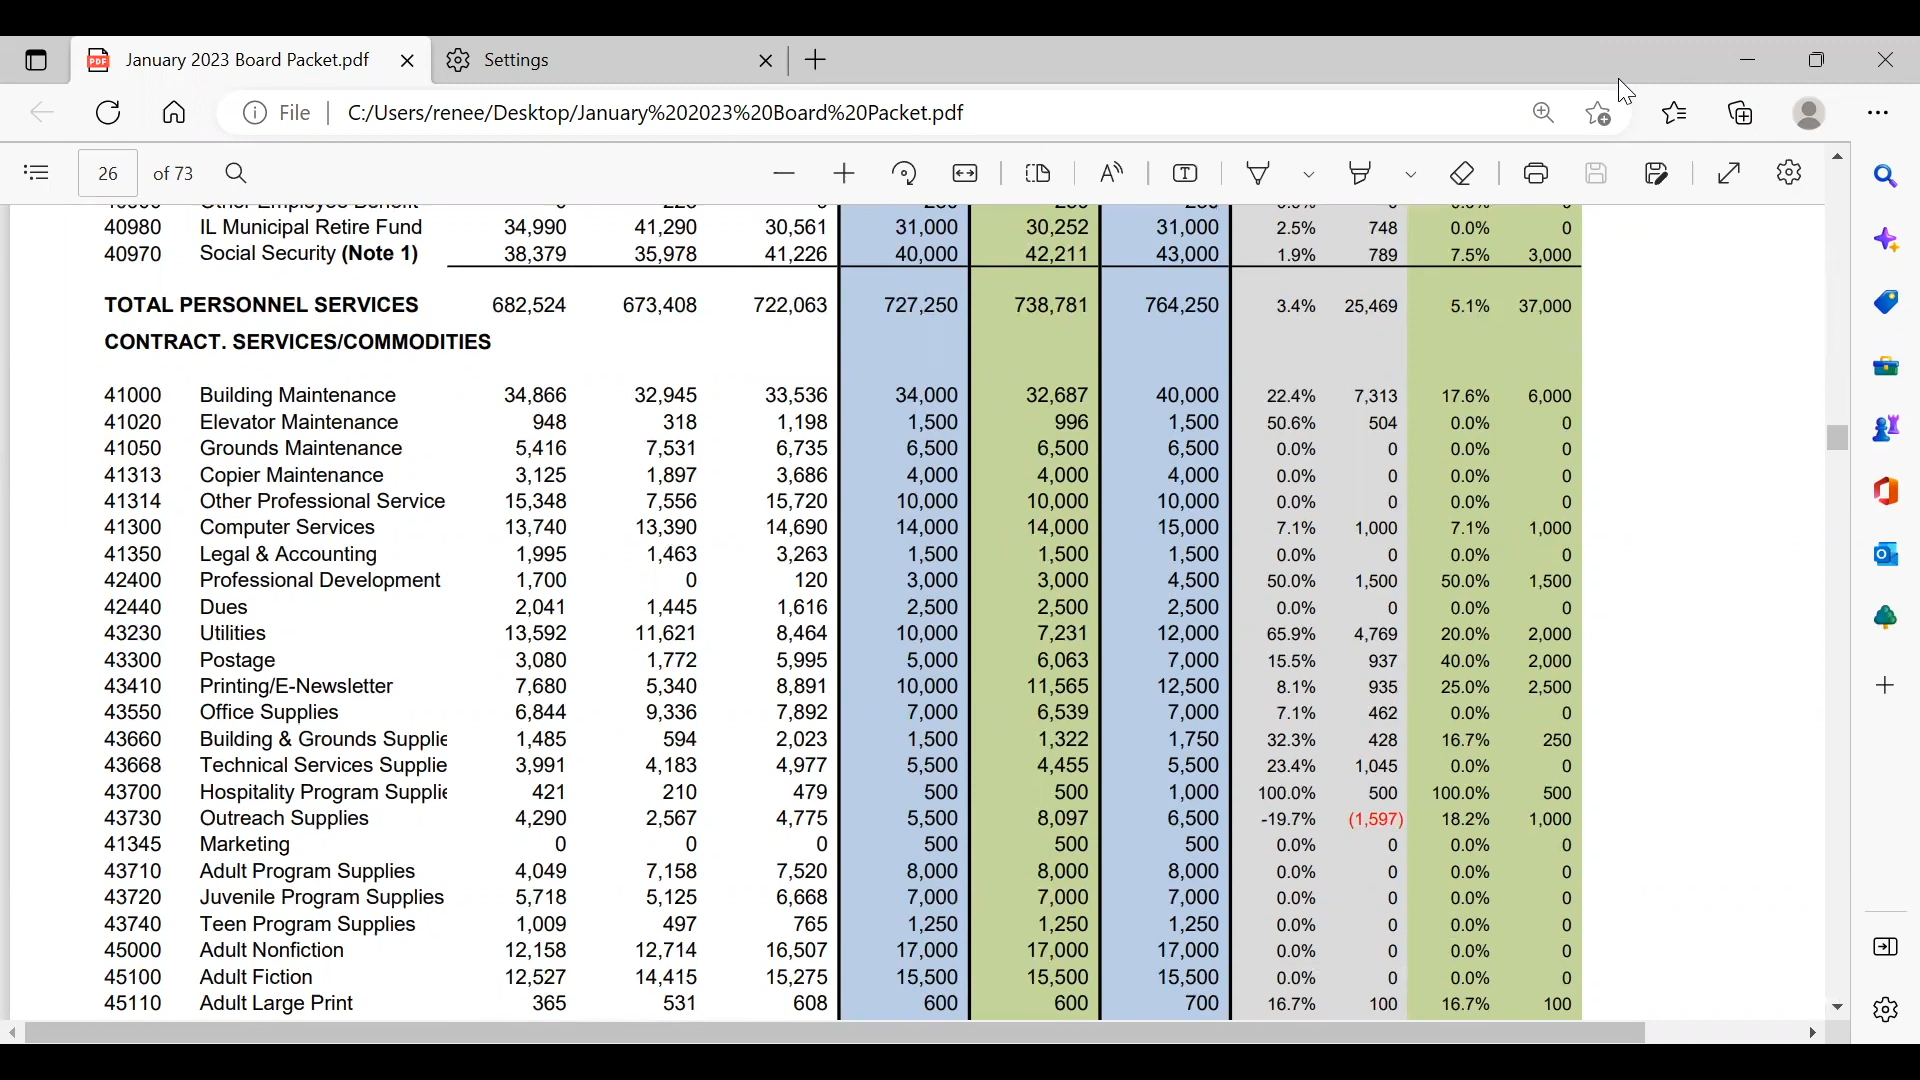 January 2023 Board Packet.pdf
Settings
File
C:/Users/renee/Desktop/January%202023%20Board%20Packet.pdf
26 of 73
40980 IL Municipal Retire Fund 34,990 41,290 30,561 31,000 30,252 31,000 2.5% 748 0.0% 0
40970 Social Security (Note 1) 38,379 35,978 41,226 40,000 42,211 43,000 1.9% 789 7.5% 3,000
TOTAL PERSONNEL SERVICES 682,524 673,408 722,063 727,250 738,781 764,250 3.4% 25,469 5.1% 37,000
CONTRACT. SERVICES/COMMODITIES
41000 Building Maintenance 34,866 32,945 33,536 34,000 32,687 40,000 22.4% 7,313 17.6% 6,000
41020 Elevator Maintenance 948 318 1,198 1,500 996 1,500 50.6% 504 0.0% 0
41050 Grounds Maintenance 5,416 7,531 6,735 6,500 6,500 6,500 0.0% 0 0.0% 0
41313 Copier Maintenance 3,125 1,897 3,686 4,000 4,000 4,000 0.0% 0 0.0% 0
41314 Other Professional Service 15,348 7,556 15,720 10,000 10,000 10,000 0.0% 0 0.0% 0
41300 Computer Services 13,740 13,390 14,690 14,000 14,000 15,000 7.1% 1,000 7.1% 1,000
41350 Legal & Accounting 1,995 1,463 3,263 1,500 1,500 1,500 0.0% 0 0.0% 0
42400 Professional Development 1,700 0 120 3,000 3,000 4,500 50.0% 1,500 50.0% 1,500
42440 Dues 2,041 1,445 1,616 2,500 2,500 2,500 0.0% 0 0.0% 0
43230 Utilities 13,592 11,621 8,464 10,000 7,231 12,000 65.9% 4,769 20.0% 2,000
43300 Postage 3,080 1,772 5,995 5,000 6,063 7,000 15.5% 937 40.0% 2,000
43410 Printing/E-Newsletter 7,680 5,340 8,891 10,000 11,565 12,500 8.1% 935 25.0% 2,500
43550 Office Supplies 6,844 9,336 7,892 7,000 6,539 7,000 7.1% 462 0.0% 0
43660 Building & Grounds Supplie 1,485 594 2,023 1,500 1,322 1,750 32.3% 428 16.7% 250
43668 Technical Services Supplie 3,991 4,183 4,977 5,500 4,455 5,500 23.4% 1,045 0.0% 0
43700 Hospitality Program Supplie 421 210 479 500 500 1,000 100.0% 500 100.0% 500
43730 Outreach Supplies 4,290 2,567 4,775 5,500 8,097 6,500 -19.7% (1,597) 18.2% 1,000
41345 Marketing 0 0 0 500 500 500 0.0% 0 0.0% 0
43710 Adult Program Supplies 4,049 7,158 7,520 8,000 8,000 8,000 0.0% 0 0.0% 0
43720 Juvenile Program Supplies 5,718 5,125 6,668 7,000 7,000 7,000 0.0% 0 0.0% 0
43740 Teen Program Supplies 1,009 497 765 1,250 1,250 1,250 0.0% 0 0.0% 0
45000 Adult Nonfiction 12,158 12,714 16,507 17,000 17,000 17,000 0.0% 0 0.0% 0
45100 Adult Fiction 12,527 14,415 15,275 15,500 15,500 15,500 0.0% 0 0.0% 0
45110 Adult Large Print 365 531 608 600 600 700 16.7% 100 16.7% 100